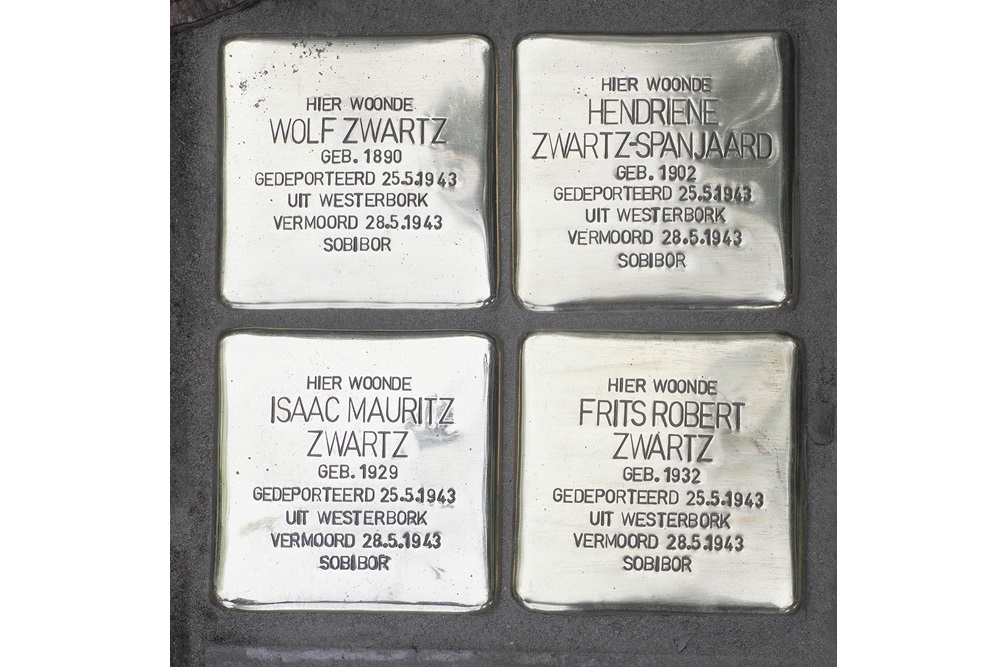 HIER WOONDE
WOLF ZWARTZ
GEB. 1890
GEDEPORTEERD 25.5.1943
UIT WESTERBORK
VERMOORD 28.5.1943
SOBIBOR
HIER WOONDE
HENDRIENE
ZWARTZ-SPANJAARD
GEB. 1902
GEDEPORTEERD 25.5.1943
UIT WESTERBORK
VERMOORD 28.5.1943
SOBIBOR
HIER WOONDE
ISAAC MAURITZ
ZWARTZ
GEB. 1929
GEDEPORTEERD 25.5.1943
UIT WESTERBORK
VERMOORD 28.5.1943
SOBIBOR
HIER WOONDE
FRITS ROBERT
ZWARTZ
GEB. 1932
GEDEPORTEERD 25.5.1943
UIT WESTERBORK
VERMOORD 28.5.1943
SOBIBOR